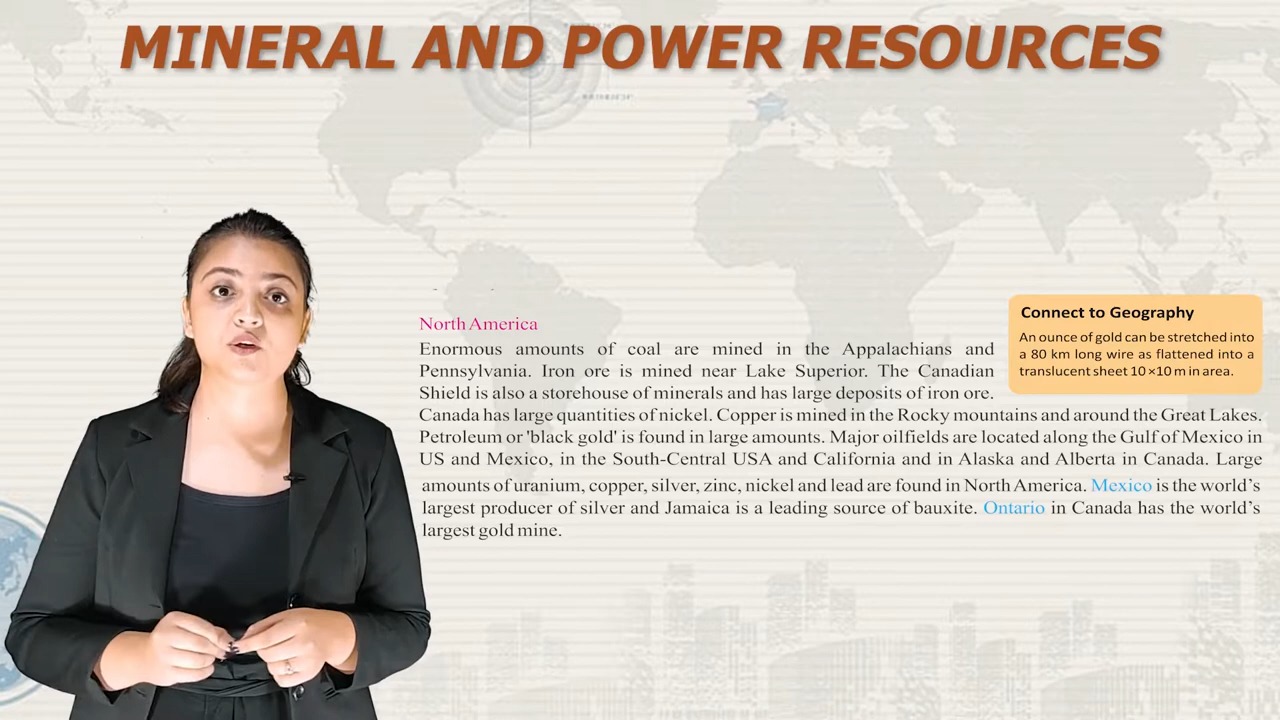 MINERAL AND POWER RESOURCES
North America
Enormous amounts of coal are mined in the Appalachians and
Pennsylvania. Iron ore is mined near Lake Superior. The Canadian
Shield is also a storehouse of minerals and has large deposits of iron ore.
Canada has large quantities of nickel. Copper is mined in the Rocky mountains and around the Great Lakes.
Petroleum or 'black gold' is found in large amounts. Major oilfields are located along the Gulf of Mexico in
US and Mexico, in the South-Central USA and California and in Alaska and Alberta in Canada. Large
amounts of uranium, copper, silver, zinc, nickel and lead are found in North America. Mexico is the world's
largest producer of silver and Jamaica is a leading source of bauxite. Ontario in Canada has the world's
largest gold mine.
Connect to Geography
An ounce of gold can be stretched into
a 80 km long wire as flattened into a
translucent sheet 10 ×10 m in area.